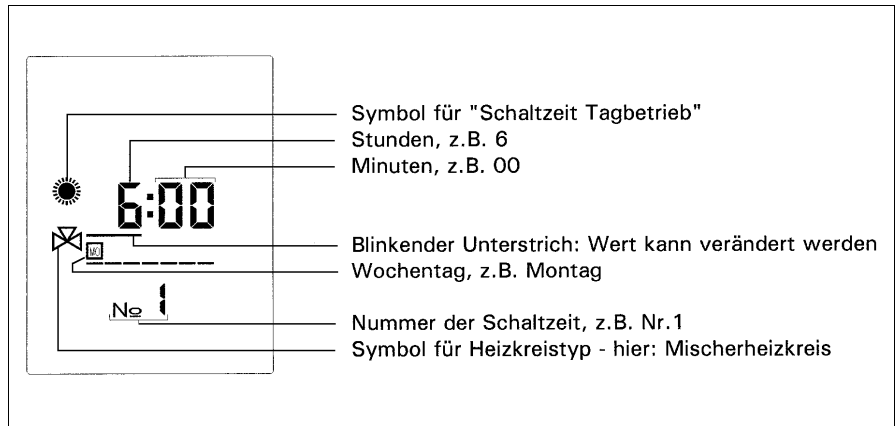 Symbol für "Schaltzeit Tagbetrieb"
Stunden, z.B. 6
Minuten, z.B. 00
6:00
Blinkender Unterstrich: Wert kann verändert werden
MO
Wochentag, z.B. Montag
No 1
Nummer der Schaltzeit, z.B. Nr.1
Symbol für Heizkreistyp - hier: Mischerheizkreis